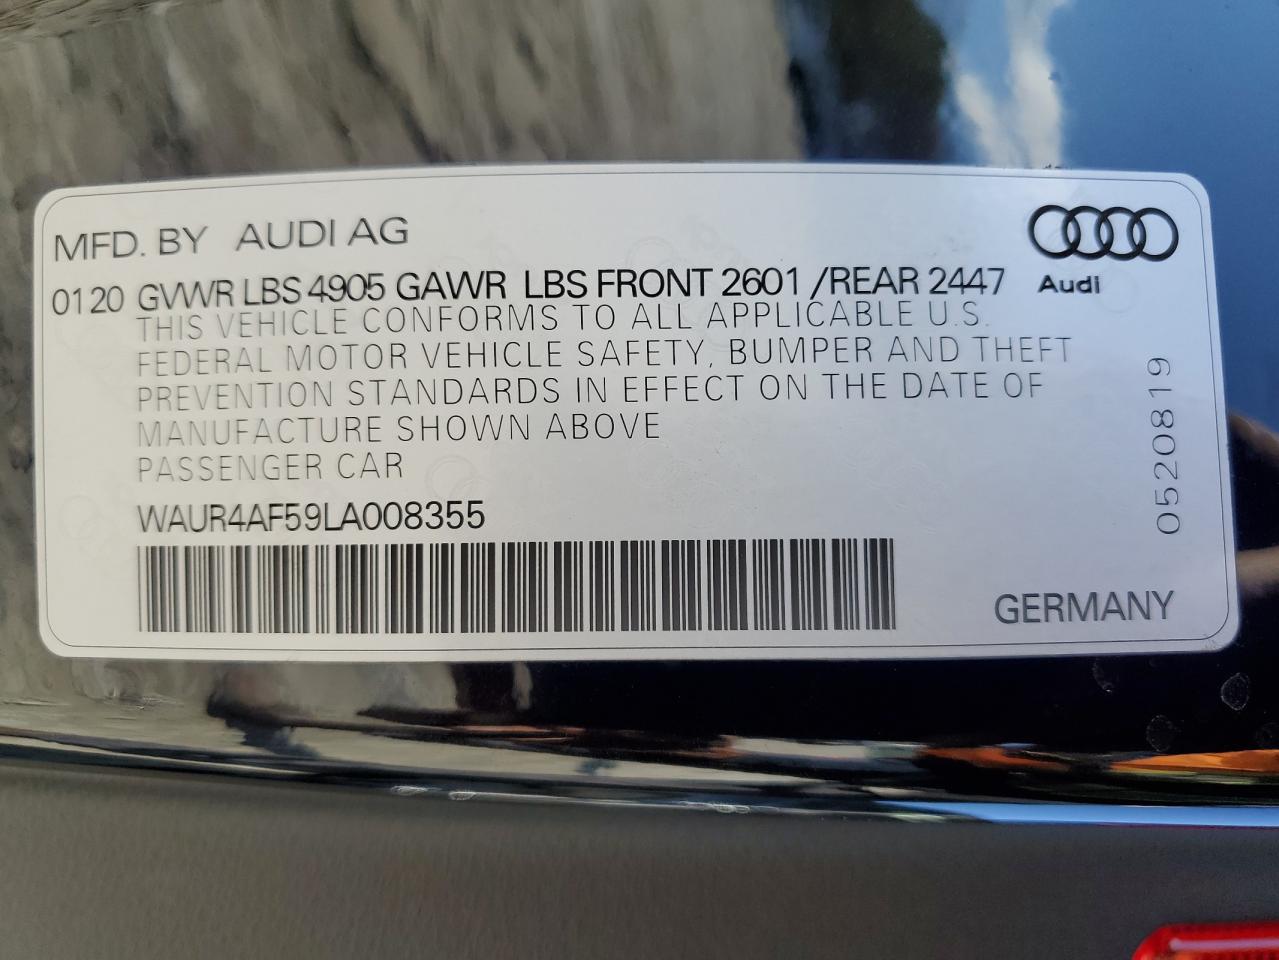 MFD. BY AUDI AG
0120 GVWR LBS 4905 GAWR LBS FRONT 2601 /REAR 2447
Audi
THIS VEHICLE CONFORMS TO ALL APPLICABLE U.S.
FEDERAL MOTOR VEHICLE SAFETY, BUMPER AND THEFT
PREVENTION STANDARDS IN EFFECT ON THE DATE OF
MANUFACTURE SHOWN ABOVE
PASSENGER CAR
WAUR4AF59LA008355
0520819
GERMANY